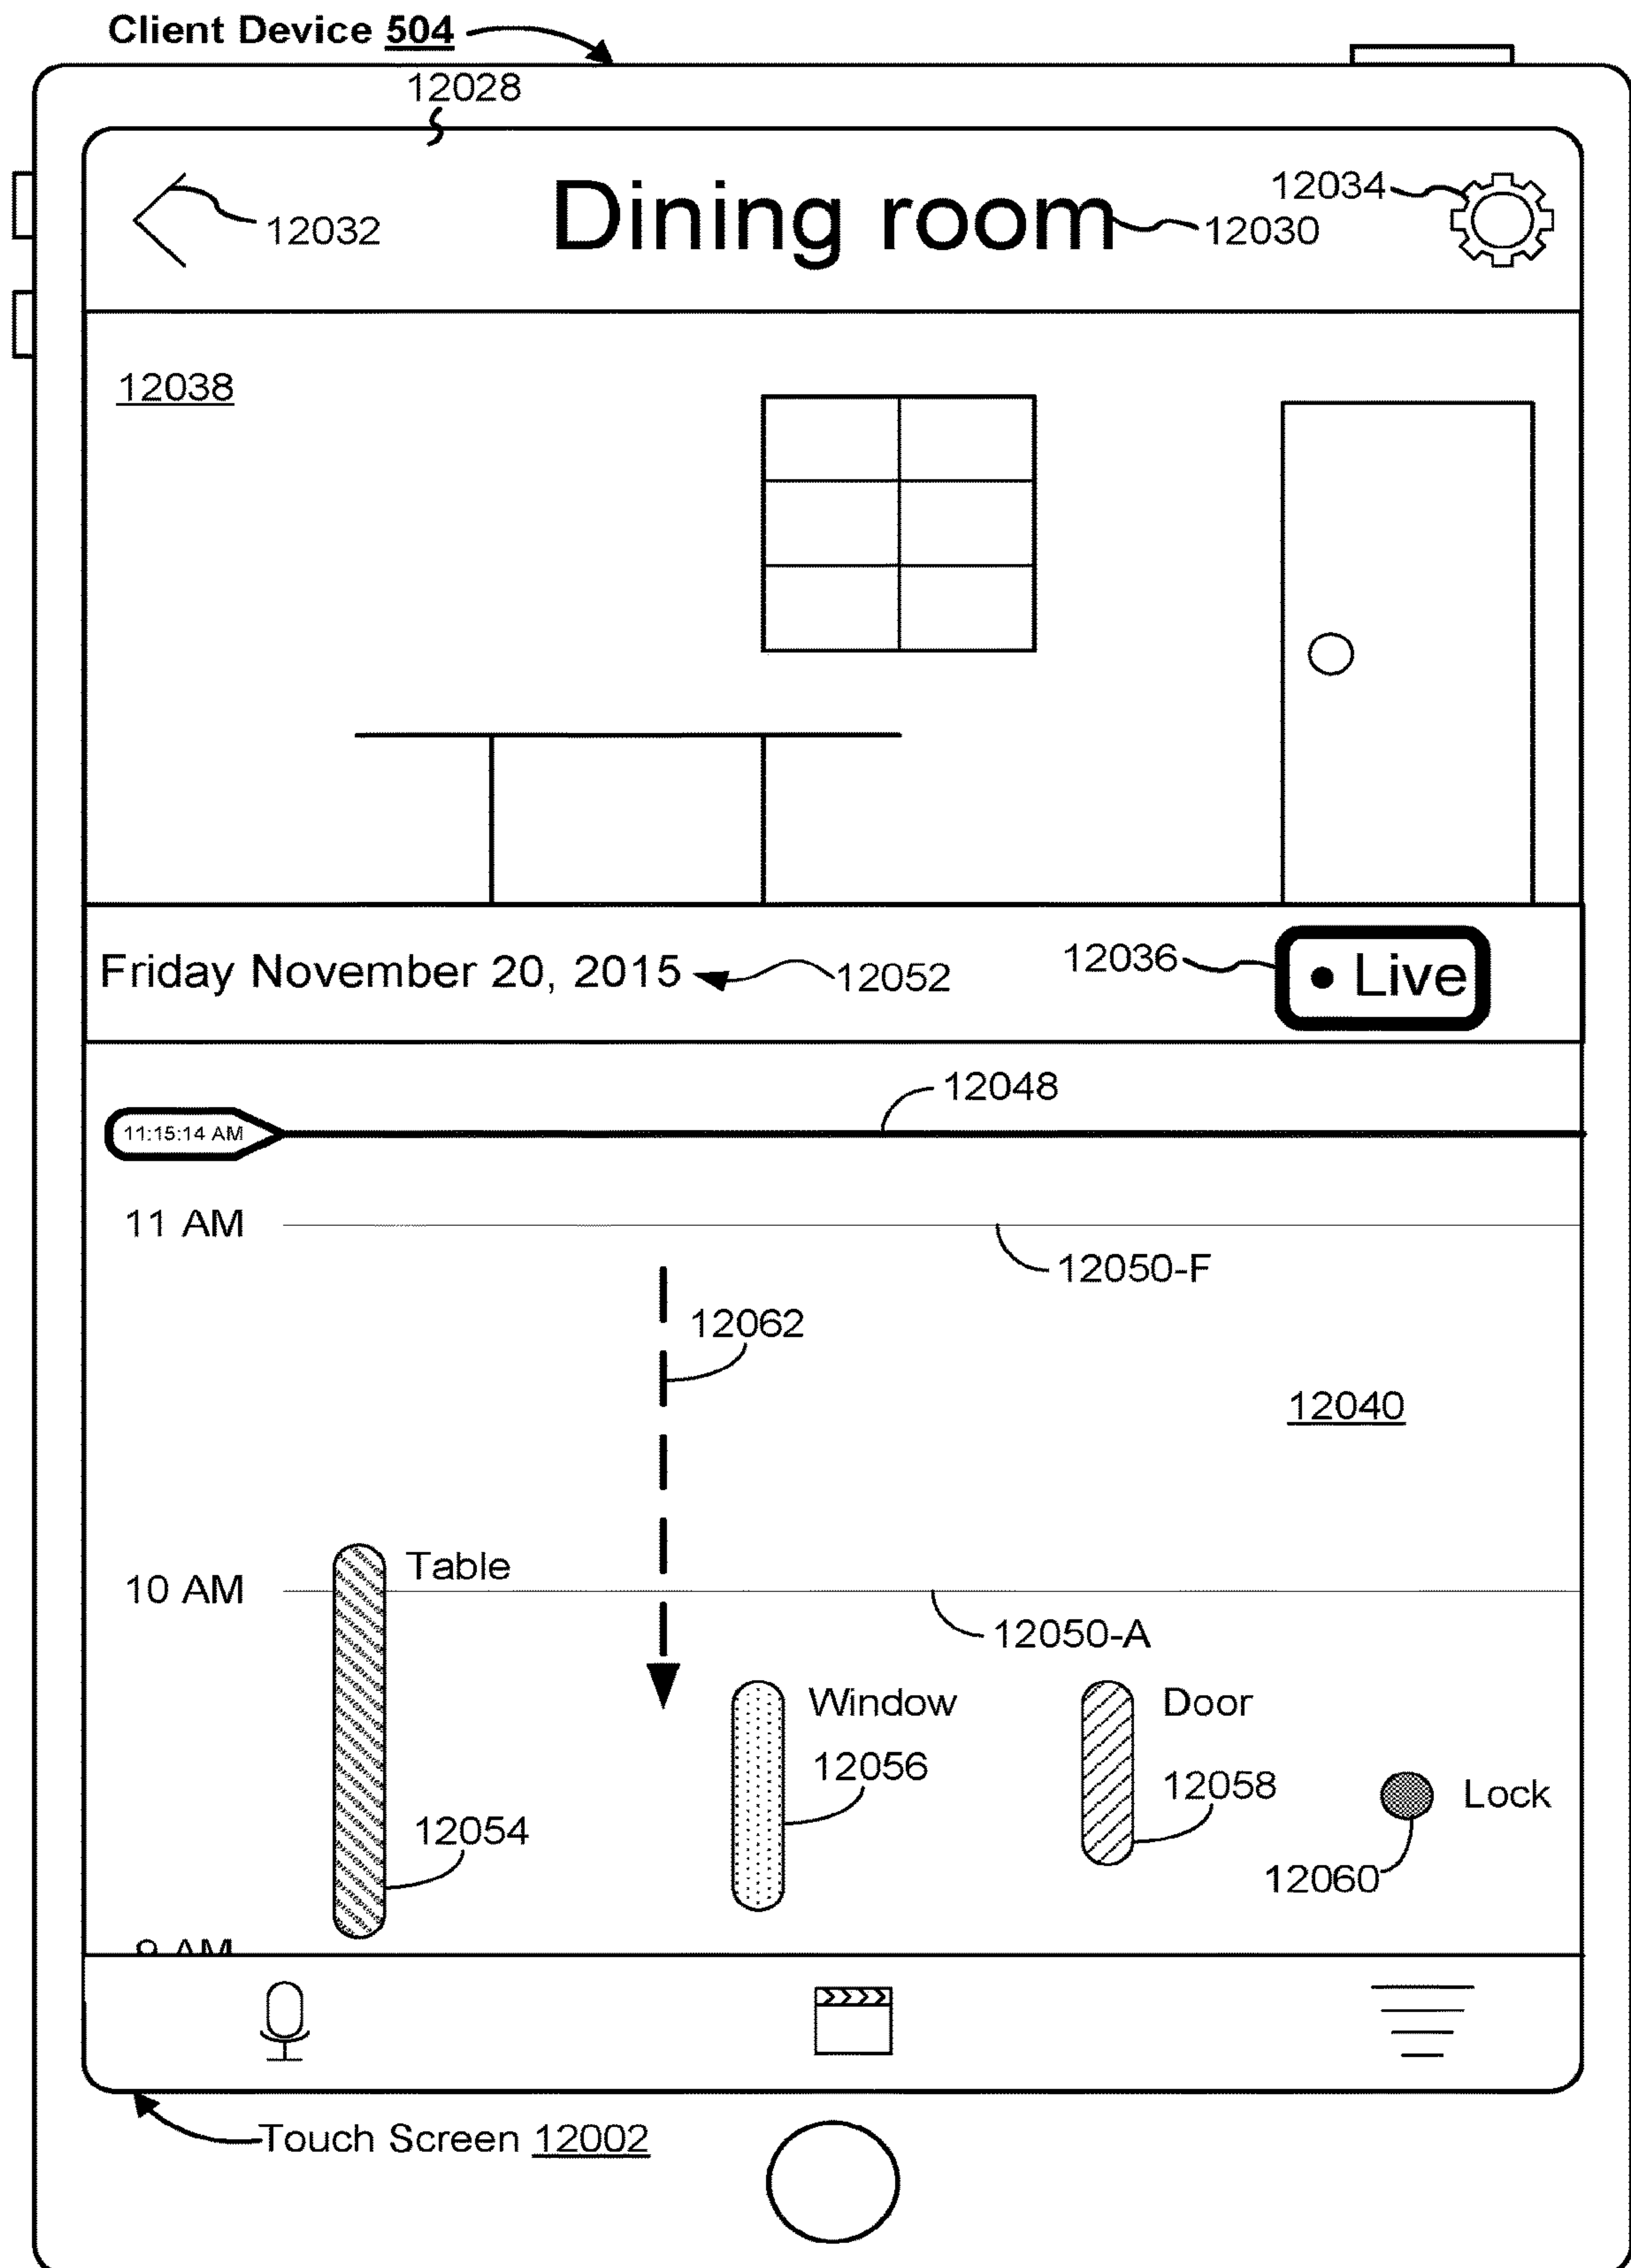 Client Device 504
12028
12032
Dining room
12030
12034
12038
Friday November 20, 2015
12052
12036
• Live
12048
11:15:14 AM
11 AM
12050-F
12062
12040
Table
10 AM
12050-A
Window
Door
12056
12058
Lock
12054
12060
9 AM
Touch Screen 12002